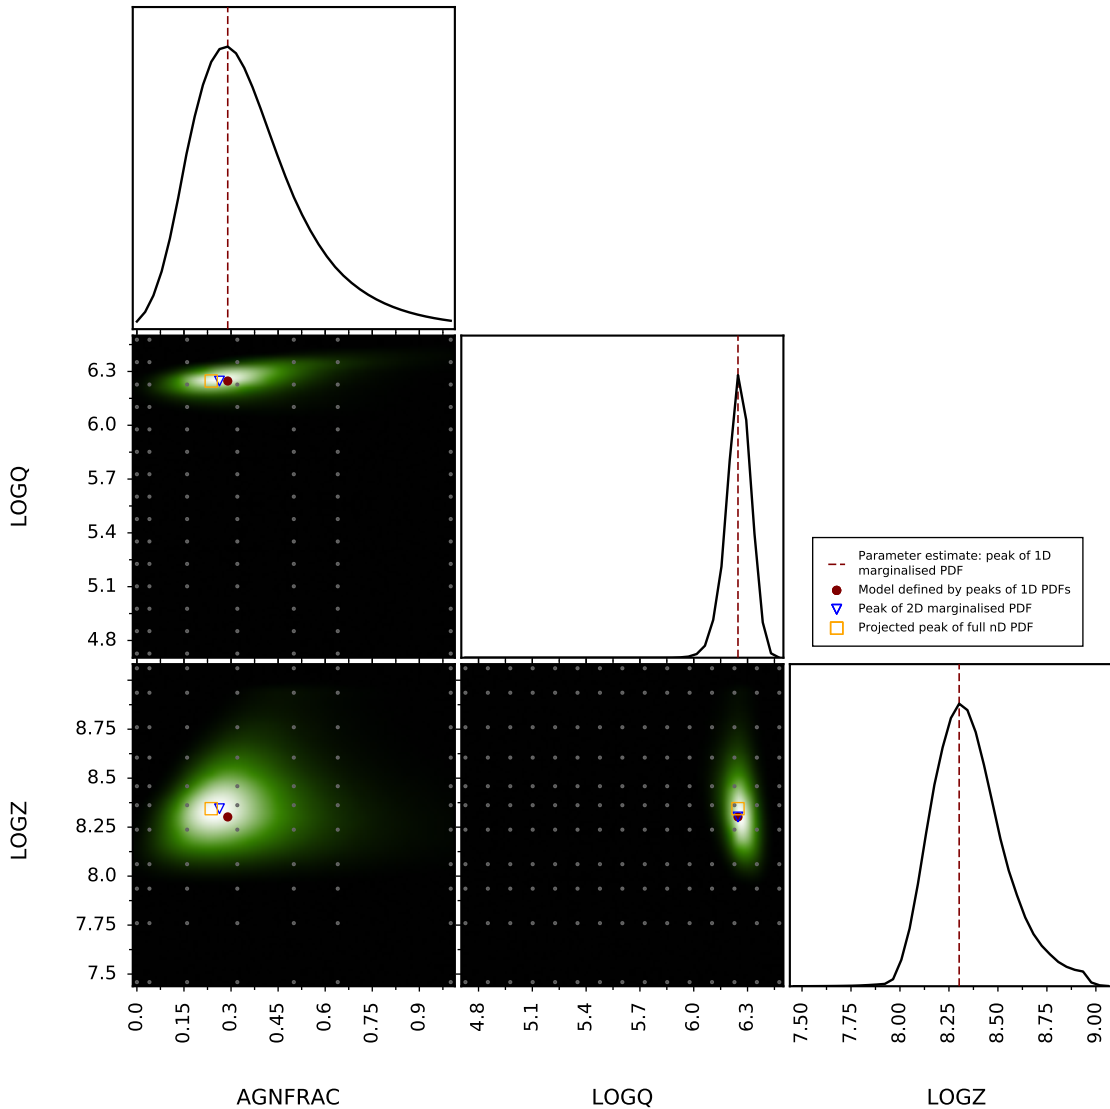 6.3
6.0
5.7
5.4
5.1
4.8
LOGQ
Parameter estimate: peak of 1D
marginalised PDF
Model defined by peaks of 1D PDFs
Peak of 2D marginalised PDF
Projected peak of full nD PDF
8.75
8.5
8.25
8.0
7.75
7.5
LOGZ
0.0 0.15 0.3 0.45 0.6 0.75 0.9
4.8 5.1 5.4 5.7 6.0 6.3
7.50 7.75 8.00 8.25 8.50 8.75 9.00
AGNFRAC
LOGQ
LOGZ